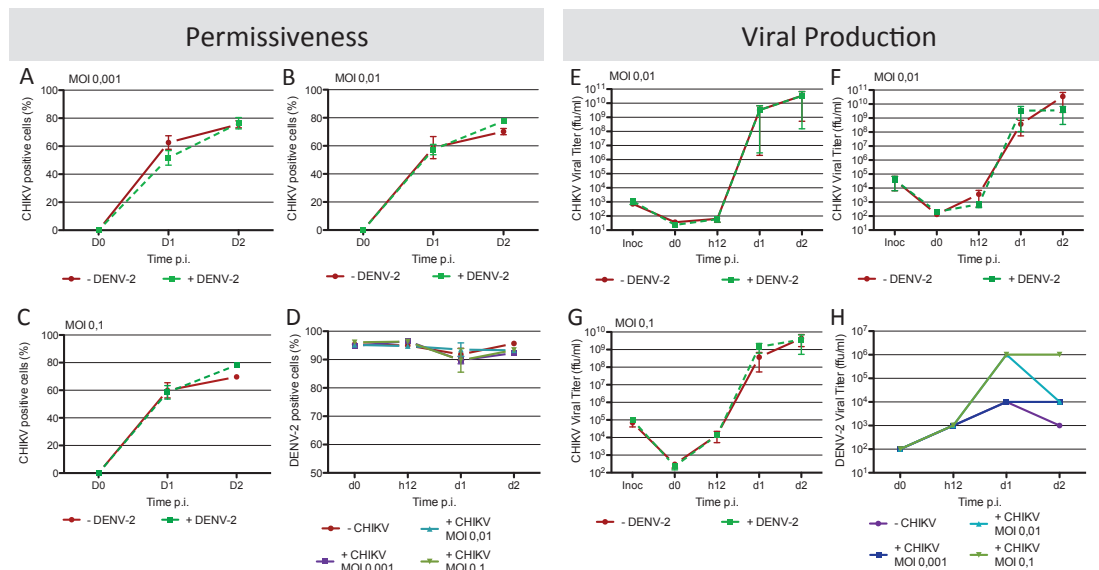 Permissiveness
Viral Production
A
MOI 0,001
CHIKV positive cells (%)
100
80
60
40
20
0
D0
D1
D2
Time p.i.
- DENV-2
+ DENV-2
B
MOI 0,01
CHIKV positive cells (%)
100
80
60
40
20
0
D0
D1
D2
Time p.i.
- DENV-2
+ DENV-2
E
MOI 0,01
CHIKV Viral Titer (ffu/ml)
10¹¹
10¹⁰
10⁹
10⁸
10⁷
10⁶
10⁵
10⁴
10³
10²
10¹
Inoc
d0
h12
d1
d2
Time p.i.
- DENV-2
+ DENV-2
F
MOI 0,01
CHIKV Viral Titer (ffu/ml)
10¹¹
10¹⁰
10⁹
10⁸
10⁷
10⁶
10⁵
10⁴
10³
10²
10¹
Inoc
d0
h12
d1
d2
Time p.i.
- DENV-2
+ DENV-2
C
MOI 0,1
CHIKV positive cells (%)
100
80
60
40
20
0
D0
D1
D2
Time p.i.
- DENV-2
+ DENV-2
D
DENV-2 positive cells (%)
100
90
80
70
60
50
d0
h12
d1
d2
Time p.i.
- CHIKV
+ CHIKV
MOI 0,01
+ CHIKV
MOI 0,001
+ CHIKV
MOI 0,1
G
MOI 0,1
CHIKV Viral Titer (ffu/ml)
10¹⁰
10⁹
10⁸
10⁷
10⁶
10⁵
10⁴
10³
10²
Inoc
d0
h12
d1
d2
Time p.i.
- DENV-2
+ DENV-2
H
DENV-2 Viral Titer (ffu/ml)
10⁷
10⁶
10⁵
10⁴
10³
10²
10¹
d0
h12
d1
d2
Time p.i.
- CHIKV
+ CHIKV
MOI 0,01
+ CHIKV
MOI 0,001
+ CHIKV
MOI 0,1